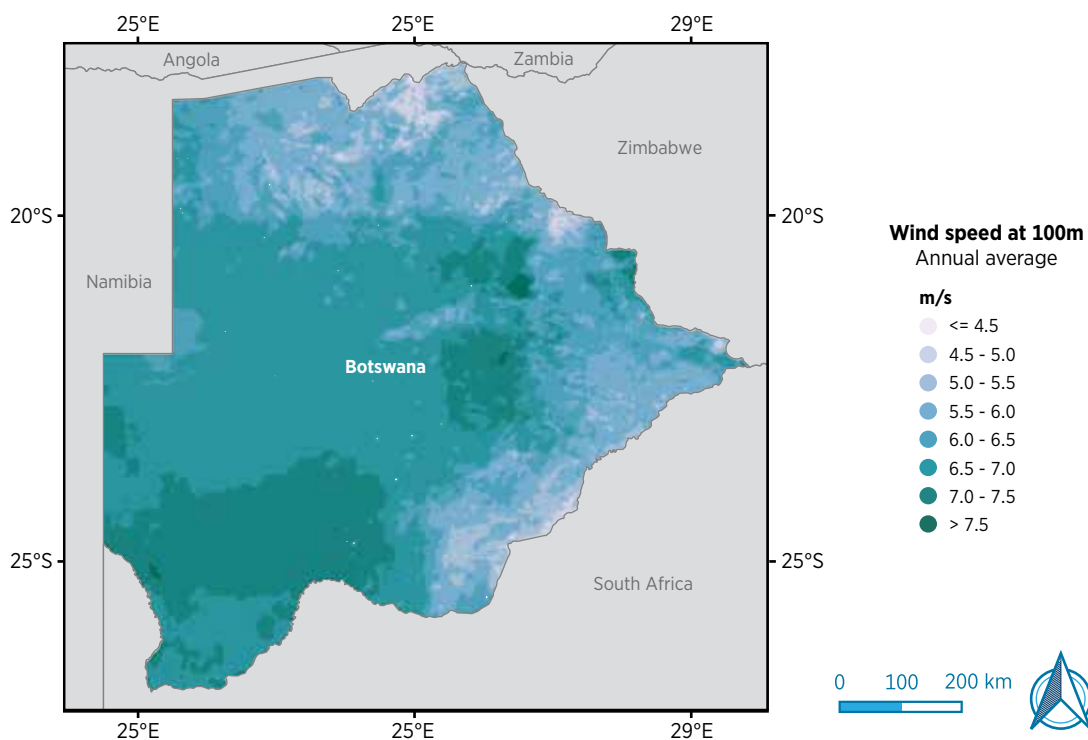 25°E 25°E 29°E
Angola
Zambia
Zimbabwe
20°S 20°S
Wind speed at 100m
Annual average
Namibia
m/s
<= 4.5
4.5 - 5.0
Botswana
5.0 - 5.5
5.5 - 6.0
6.0 - 6.5
6.5 - 7.0
7.0 - 7.5
> 7.5
25°S 25°S
South Africa
0 100 200 km
25°E 25°E 29°E